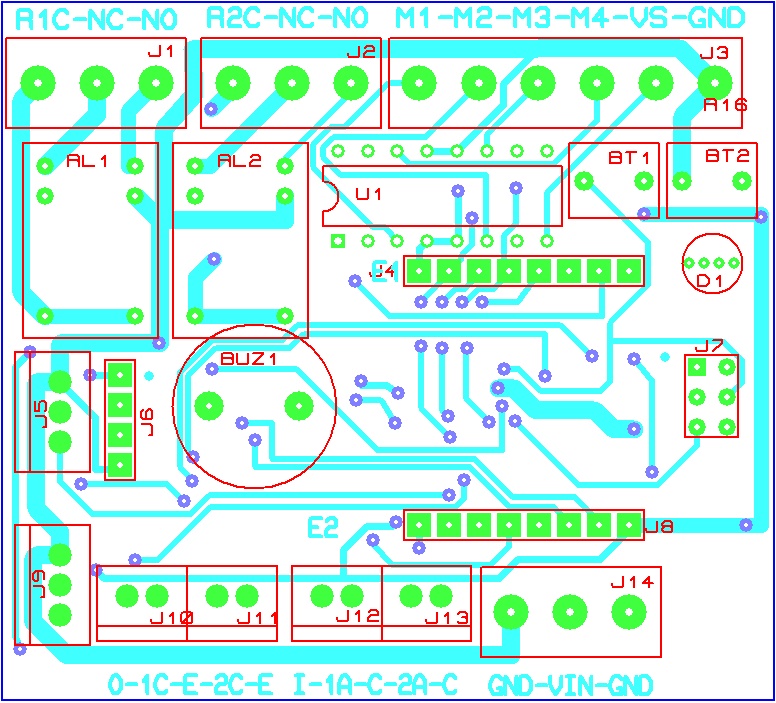 R1C-NC-NO R2C-NC-NO M1-M2-M3-M4-VS-GND
J1 J2 J3
R16
RL1 RL2 BT1 BT2
U1
E1 J4 D1
BUZ1 J7
J5 J6
E2 J8
J9 J10 J11 J12 J13 J14
O-1C-E-2C-E I-1A-C-2A-C GND-VIN-GND